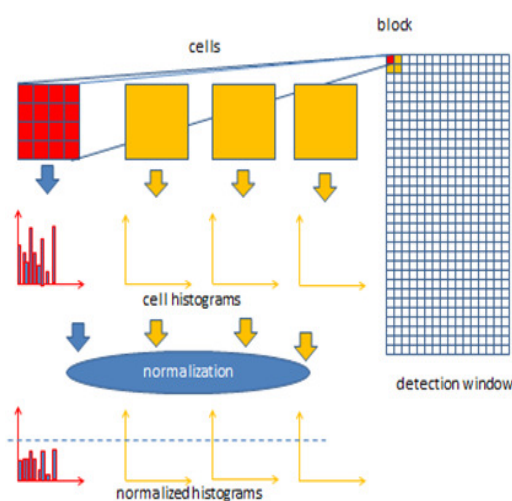 block
cells
cell histograms
normalization
detection window
normalized histograms